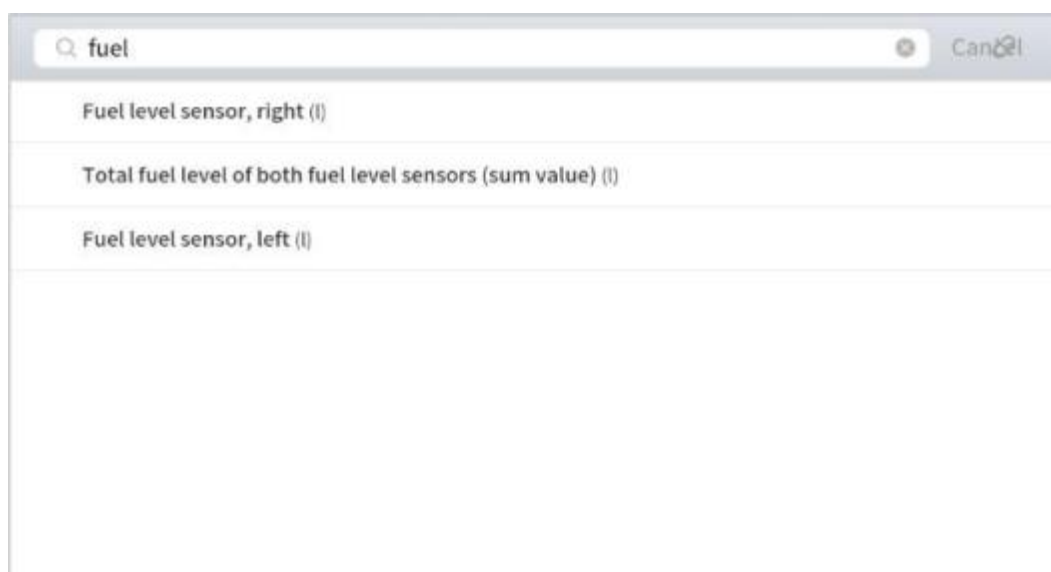 fuel
Cancel
Fuel level sensor, right (l)
Total fuel level of both fuel level sensors (sum value) (l)
Fuel level sensor, left (l)